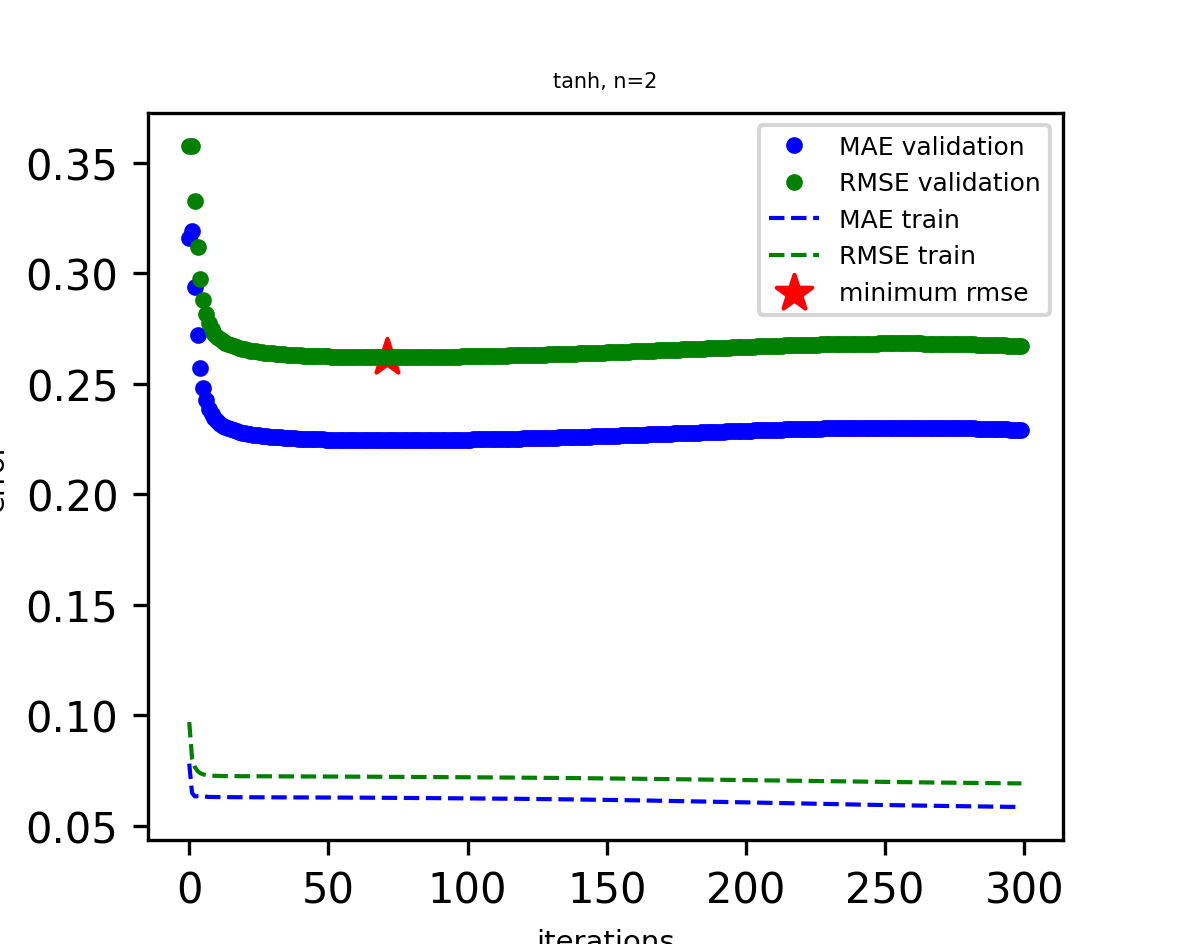 tanh, n=2
MAE validation
RMSE validation
MAE train
RMSE train
minimum rmse
0.35
0.30
0.25
0.20
0.15
0.10
0.05
0 50 100 150 200 250 300
iterations